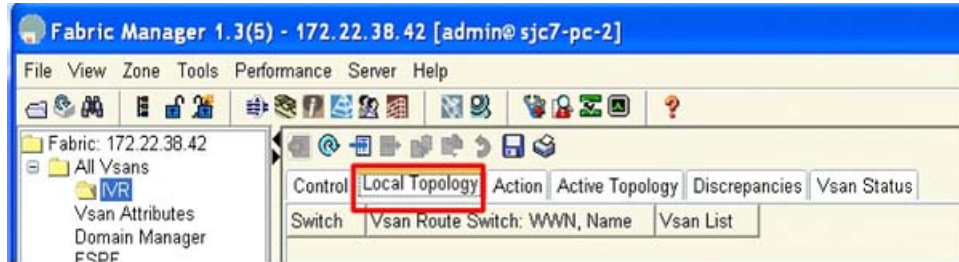 Fabric Manager 1.3(5) - 172.22.38.42 [admin@sjc7-pc-2]
File View Zone Tools Performance Server Help
Fabric: 172.22.38.42
All Vsans
IVR
Vsan Attributes
Domain Manager
FSPF
Control Local Topology Action Active Topology Discrepancies Vsan Status
Switch Vsan Route Switch: WWN, Name Vsan List